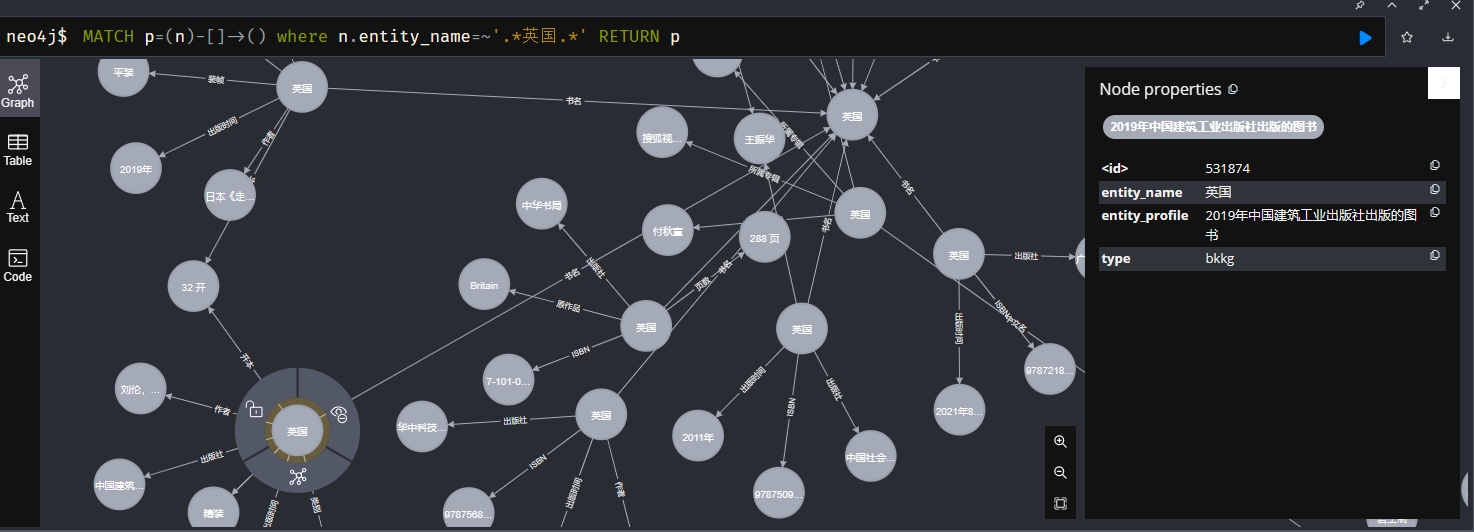 neo4j$ MATCH p=(n)-[]→() where n.entity_name=~'.*英国.*' RETURN p
Graph
Table
Text
Code
平装
装帧
英国
书名
英国
出版时间
作者
2019年
日本《走...
32 开
开本
搜狐视...
王振华
所属专辑
所属专辑
中华书局
付秋宣
288 页
英国
书名
书名
英国
出版社
出版社
书名
页数
书名
Britain
原作品
英国
英国
出版时间
ISBN
ISBN
7-101-0...
9787218...
刘伦，...
作者
英国
华中科技...
出版社
英国
出版时间
ISBN
出版社
2021年8...
2011年
出版社
中国建筑...
ISBN
中国社会...
精装
出版时间
类别
9787568...
出版时间
作者
9787509...
Node properties
2019年中国建筑工业出版社出版的图书
<id> 531874
entity_name 英国
entity_profile 2019年中国建筑工业出版社出版的图
书
type bkkg